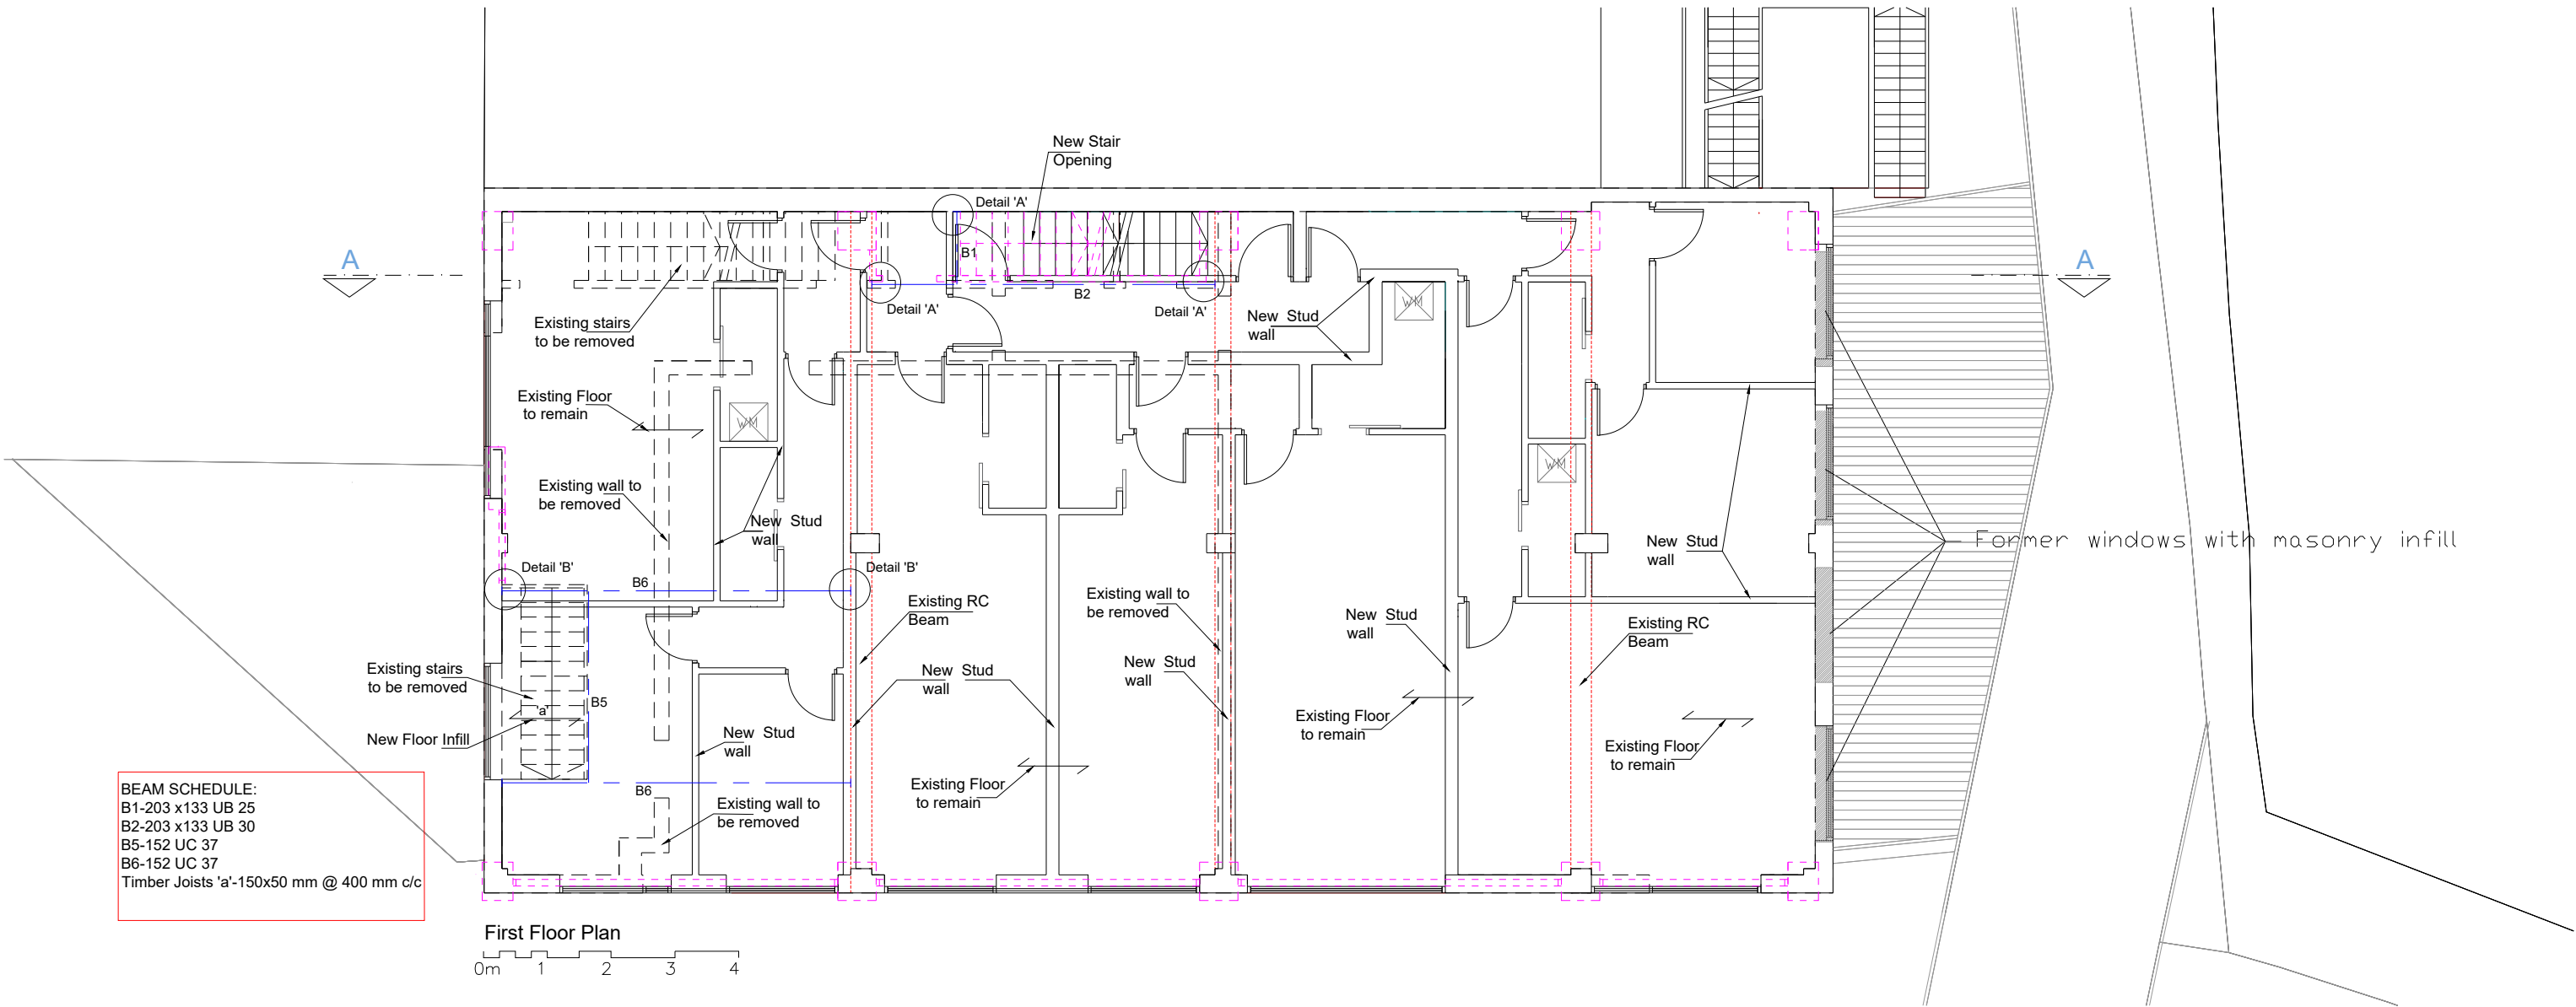 New Stair
Opening
Detail 'A'
A
A
B1
B2
Detail 'A'
Detail 'A'
WM
New Stud
wall
Existing stairs
to be removed
Existing Floor
to remain
WM
WM
Existing wall to
be removed
New Stud
wall
New Stud
wall
Former windows with masonry infill
Detail 'B'
B6
Detail 'B'
Existing RC
Beam
Existing wall to
be removed
New Stud
wall
Existing RC
Beam
Existing stairs
to be removed
'a'
B5
New Stud
wall
New Stud
wall
New Floor Infill
New Stud
wall
Existing Floor
to remain
Existing Floor
to remain
Existing Floor
to remain
B6
Existing wall to
be removed
BEAM SCHEDULE:
B1-203 x133 UB 25
B2-203 x133 UB 30
B5-152 UC 37
B6-152 UC 37
Timber Joists 'a'-150x50 mm @ 400 mm c/c
First Floor Plan
0m 1 2 3 4